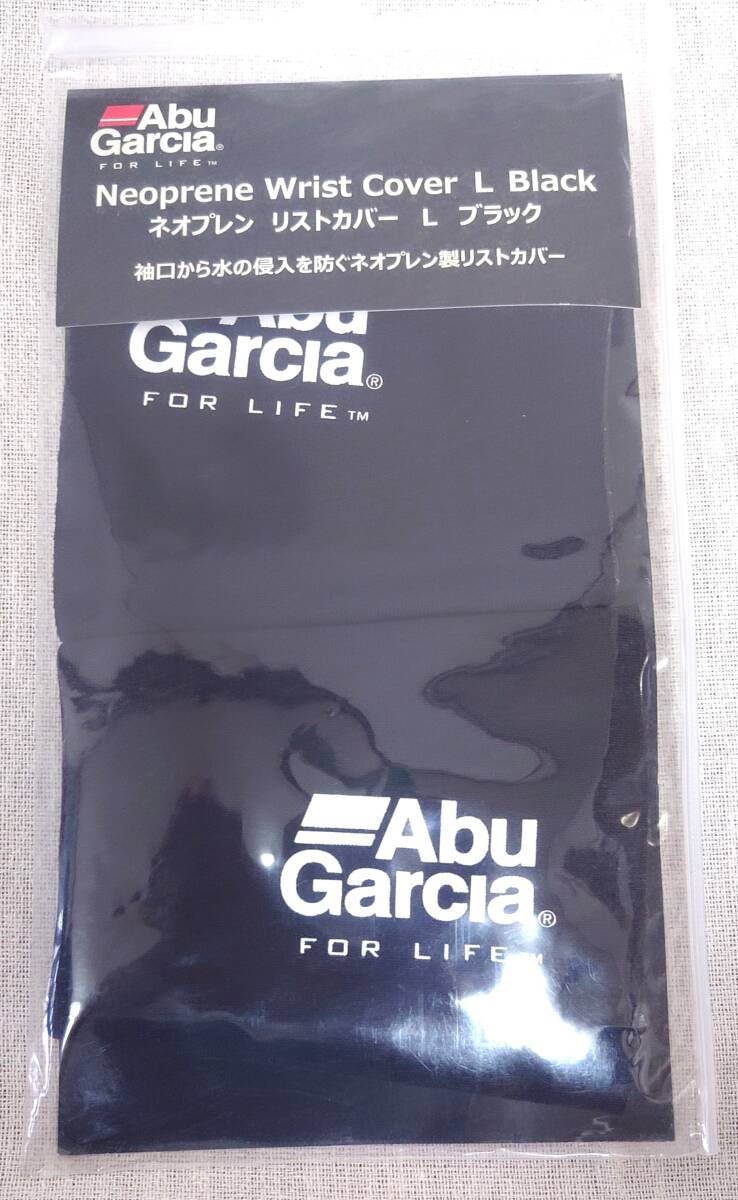 Abu
Garcia®
FOR LIFE™
Neoprene Wrist Cover L Black
ネオプレン リストカバー L ブラック
袖口から水の侵入を防ぐネオプレン製リストカバー
Abu
Garcia®
FOR LIFE™
Abu
Garcia®
FOR LIFE™